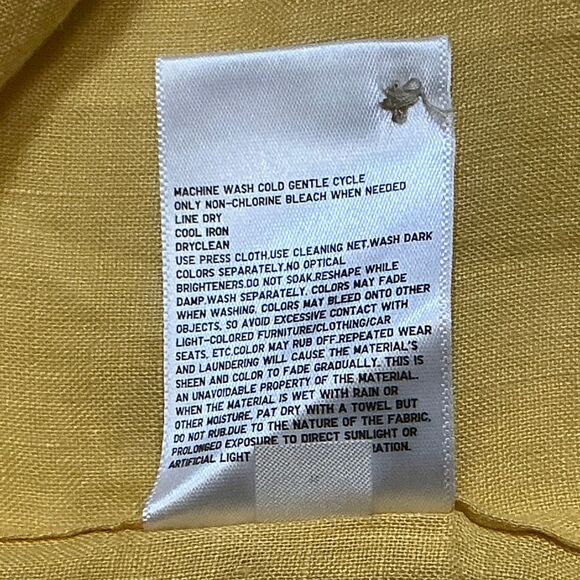 MACHINE WASH COLD GENTLE CYCLE
ONLY NON-CHLORINE BLEACH WHEN NEEDED
LINE DRY
COOL IRON
DRYCLEAN
USE PRESS CLOTH.USE CLEANING NET.WASH DARK
COLORS SEPARATELY.NO OPTICAL
BRIGHTENERS.DO NOT SOAK.RESHAPE WHILE
DAMP.WASH SEPARATELY. COLORS MAY FADE
WHEN WASHING. COLORS MAY BLEED ONTO OTHER
OBJECTS, SO AVOID EXCESSIVE CONTACT WITH
LIGHT-COLORED FURNITURE/CLOTHING/CAR
SEATS, ETC.COLOR MAY RUB OFF.REPEATED WEAR
AND LAUNDERING WILL CAUSE THE MATERIAL'S
SHEEN AND COLOR TO FADE GRADUALLY. THIS IS
AN UNAVOIDABLE PROPERTY OF THE MATERIAL.
WHEN THE MATERIAL IS WET WITH RAIN OR
OTHER MOISTURE, PAT DRY WITH A TOWEL BUT
DO NOT RUB.DUE TO THE NATURE OF THE FABRIC,
PROLONGED EXPOSURE TO DIRECT SUNLIGHT OR
ARTIFICIAL LIGHT RATION.